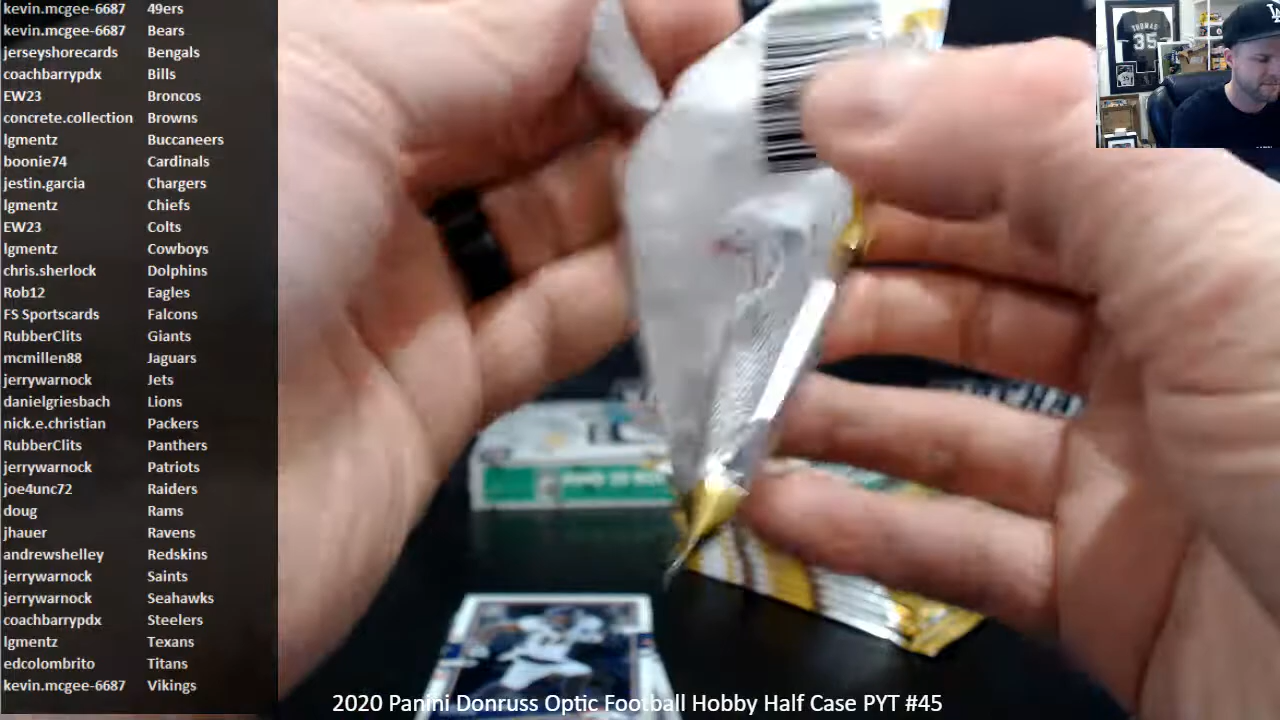 kevin.mcgee-6687 49ers
kevin.mcgee-6687 Bears
jerseyshorecards Bengals
coachbarrypdx Bills
EW23 Broncos
concrete.collection Browns
lgmentz Buccaneers
boonie74 Cardinals
jestin.garcia Chargers
lgmentz Chiefs
EW23 Colts
lgmentz Cowboys
chris.sherlock Dolphins
Rob12 Eagles
FS Sportscards Falcons
RubberClits Giants
mcmillen88 Jaguars
jerrywarnock Jets
danielgriesbach Lions
nick.e.christian Packers
RubberClits Panthers
jerrywarnock Patriots
joe4unc72 Raiders
doug Rams
jhauer Ravens
andrewshelley Redskins
jerrywarnock Saints
jerrywarnock Seahawks
coachbarrypdx Steelers
lgmentz Texans
edcolombrito Titans
kevin.mcgee-6687 Vikings
THOMAS
35
LA
2020 Panini Donruss Optic Football Hobby Half Case PYT #45